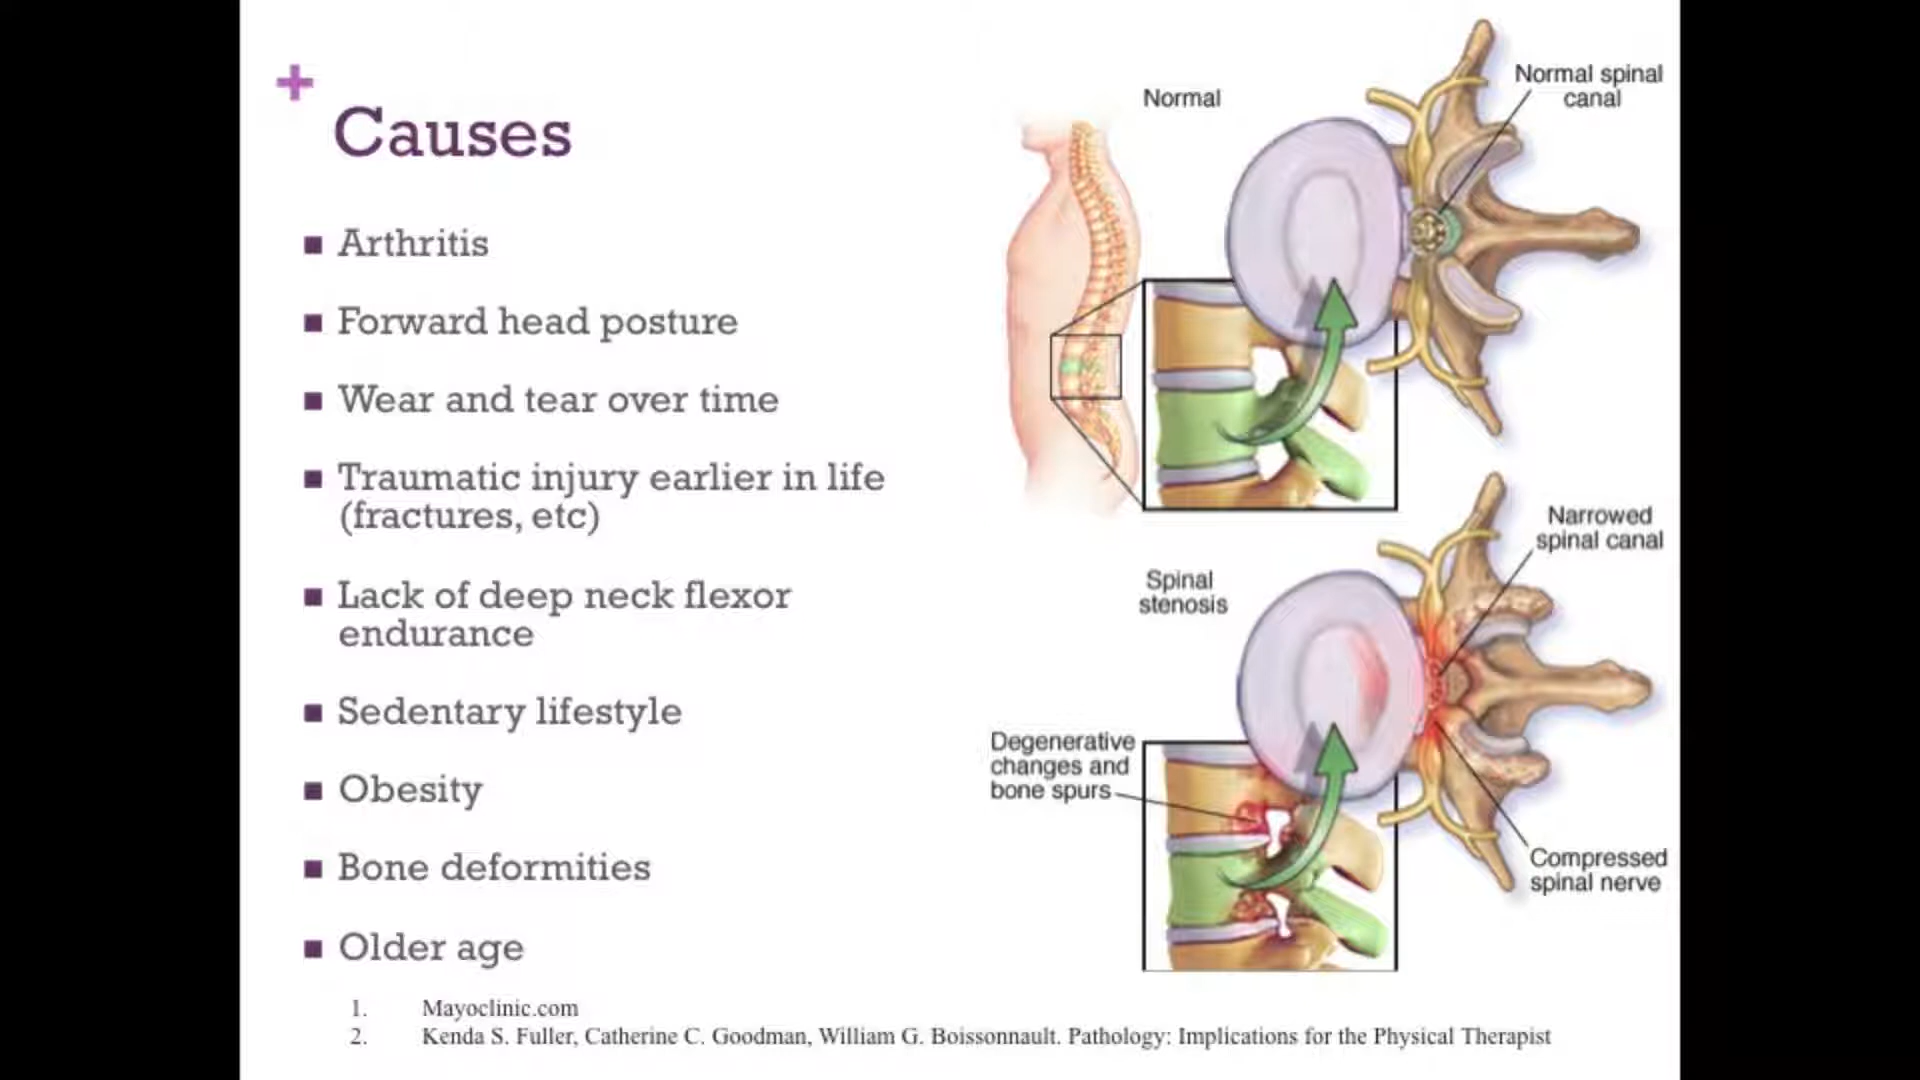 Causes
Arthritis
Forward head posture
Wear and tear over time
Traumatic injury earlier in life
(fractures, etc)
Lack of deep neck flexor
endurance
Sedentary lifestyle
Obesity
Bone deformities
Older age
Normal
Normal spinal
canal
Spinal
stenosis
Narrowed
spinal canal
Degenerative
changes and
bone spurs
Compressed
spinal nerve
1. Mayoclinic.com
2. Kenda S. Fuller, Catherine C. Goodman, William G. Boissonnault. Pathology: Implications for the Physical Therapist